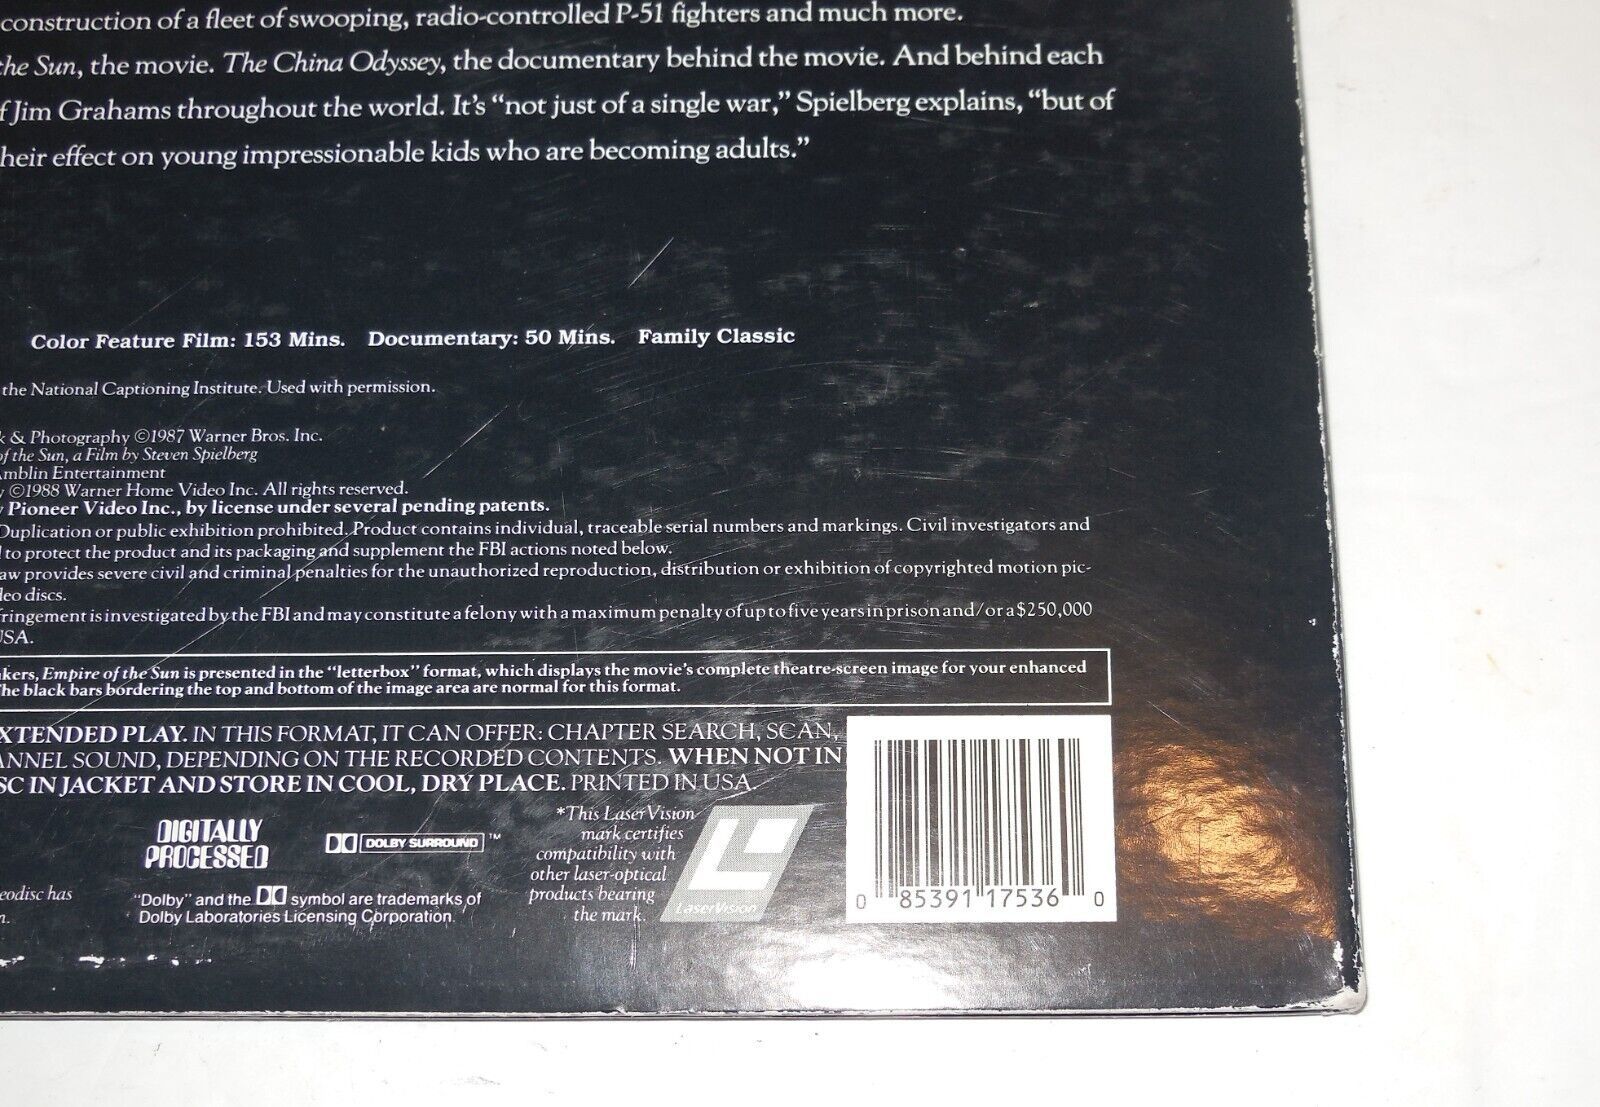 construction of a fleet of swooping, radio-controlled P-51 fighters and much more.
the Sun, the movie. The China Odyssey, the documentary behind the movie. And behind each
f Jim Grahams throughout the world. It's "not just of a single war," Spielberg explains, "but of
heir effect on young impressionable kids who are becoming adults."
Color Feature Film: 153 Mins. Documentary: 50 Mins. Family Classic
the National Captioning Institute. Used with permission.
k & Photography ©1987 Warner Bros. Inc.
of the Sun, a Film by Steven Spielberg
mblin Entertainment
y ©1988 Warner Home Video Inc. All rights reserved.
y Pioneer Video Inc., by license under several pending patents.
Duplication or public exhibition prohibited. Product contains individual, traceable serial numbers and markings. Civil investigators and
l to protect the product and its packaging and supplement the FBI actions noted below.
aw provides severe civil and criminal penalties for the unauthorized reproduction, distribution or exhibition of copyrighted motion pic-
deo discs.
fringement is investigated by the FBI and may constitute a felony with a maximum penalty of up to five years in prison and/or a $250,000
USA.
kers, Empire of the Sun is presented in the "letterbox" format, which displays the movie's complete theatre-screen image for your enhanced
he black bars bordering the top and bottom of the image area are normal for this format.
XTENDED PLAY. IN THIS FORMAT, IT CAN OFFER: CHAPTER SEARCH, SCAN,
ANNEL SOUND, DEPENDING ON THE RECORDED CONTENTS. WHEN NOT IN
SC IN JACKET AND STORE IN COOL, DRY PLACE. PRINTED IN USA.
DIGITALLY
PROCESSED
DOLBY SURROUND ™
eodisc has
n.
"Dolby" and the symbol are trademarks of
Dolby Laboratories Licensing Corporation.
*This LaserVision
mark certifies
compatibility with
other laser-optical
products bearing
the mark.
LaserVision
0 85391 17536 0